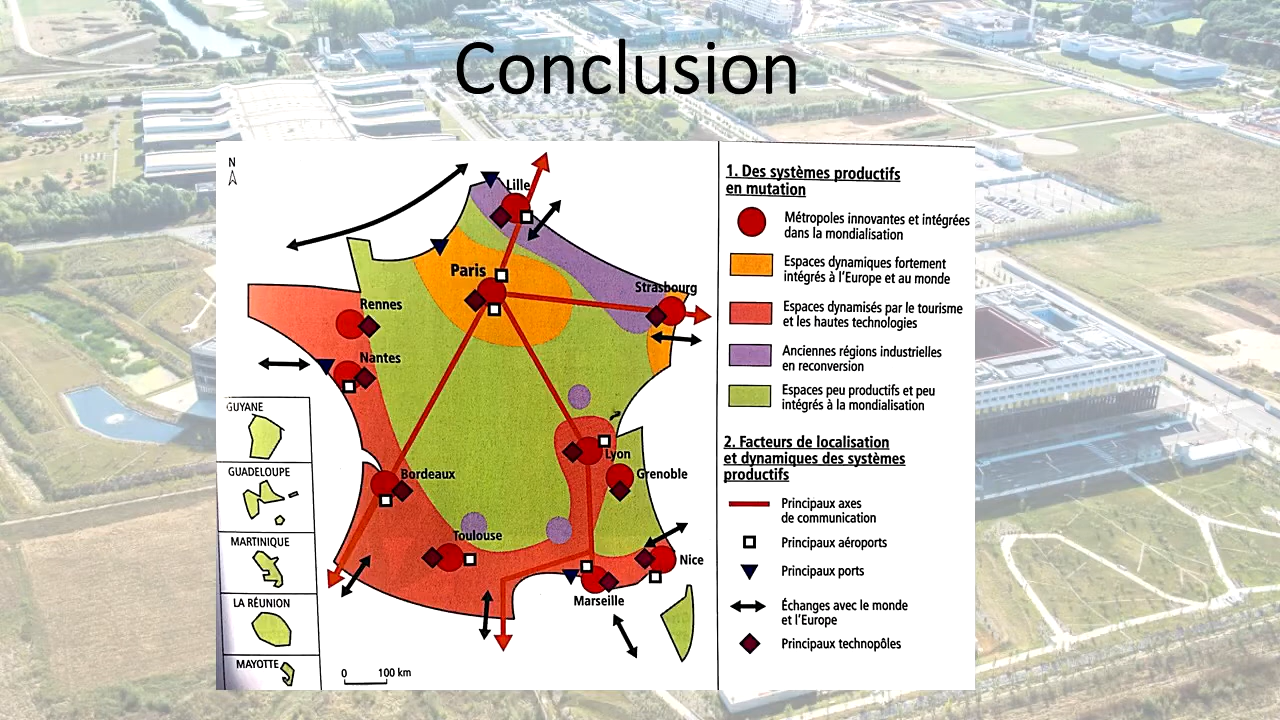 Conclusion
N
Lille
Paris
Strasbourg
Rennes
Nantes
Lyon
Bordeaux
Grenoble
Toulouse
Nice
Marseille
GUYANE
GUADELOUPE
MARTINIQUE
LA RÉUNION
MAYOTTE
0 100 km
1. Des systèmes productifs
en mutation
Métropoles innovantes et intégrées
dans la mondialisation
Espaces dynamiques fortement
intégrés à l'Europe et au monde
Espaces dynamisés par le tourisme
et les hautes technologies
Anciennes régions industrielles
en reconversion
Espaces peu productifs et peu
intégrés à la mondialisation
2. Facteurs de localisation
et dynamiques des systèmes
productifs
Principaux axes
de communication
Principaux aéroports
Principaux ports
Échanges avec le monde
et l'Europe
Principaux technopôles